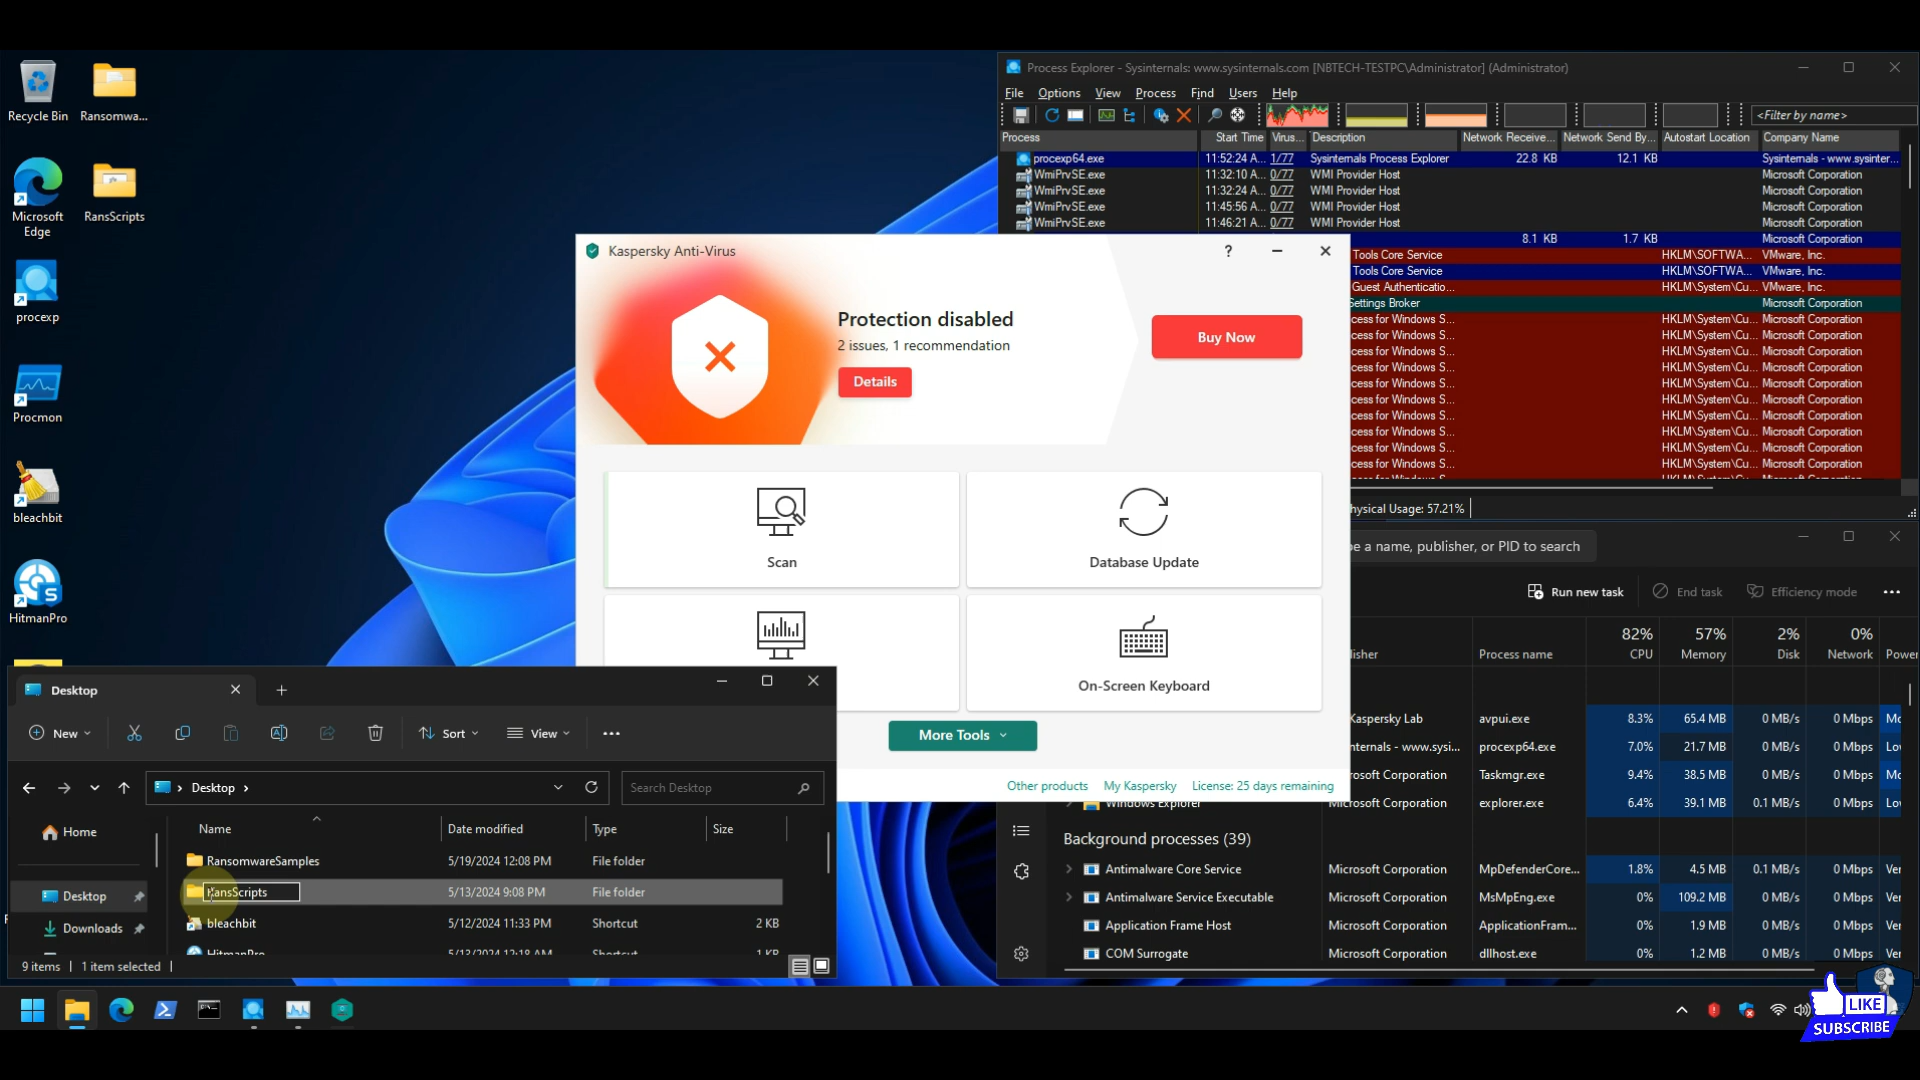 Recycle Bin
Ransomwa...
Microsoft
Edge
RansScripts
procexp
Procmon
bleachbit
HitmanPro
Process Explorer - Sysinternals: www.sysinternals.com [NBTECH-TESTPC\Administrator] (Administrator)
File Options View Process Find Users Help
<Filter by name>
Process Start Time Virus... Description Network Receive... Network Send By... Autostart Location Company Name
procexp64.exe 11:52:24 A... 1/77 Sysinternals Process Explorer 22.8 KB 12.1 KB Sysinternals - www.sysinter...
WmiPrvSE.exe 11:32:10 A... 0/77 WMI Provider Host Microsoft Corporation
WmiPrvSE.exe 11:32:24 A... 0/77 WMI Provider Host Microsoft Corporation
WmiPrvSE.exe 11:45:56 A... 0/77 WMI Provider Host Microsoft Corporation
WmiPrvSE.exe 11:46:21 A... 0/77 WMI Provider Host Microsoft Corporation
8.1 KB 1.7 KB Microsoft Corporation
Tools Core Service HKLM\SOFTWA... VMware, Inc.
Tools Core Service HKLM\SOFTWA... VMware, Inc.
Guest Authenticatio... HKLM\System\Cu... VMware, Inc.
Settings Broker Microsoft Corporation
cess for Windows S... HKLM\System\Cu... Microsoft Corporation
cess for Windows S... HKLM\System\Cu... Microsoft Corporation
cess for Windows S... HKLM\System\Cu... Microsoft Corporation
cess for Windows S... HKLM\System\Cu... Microsoft Corporation
cess for Windows S... HKLM\System\Cu... Microsoft Corporation
cess for Windows S... HKLM\System\Cu... Microsoft Corporation
cess for Windows S... HKLM\System\Cu... Microsoft Corporation
cess for Windows S... HKLM\System\Cu... Microsoft Corporation
cess for Windows S... HKLM\System\Cu... Microsoft Corporation
cess for Windows S... HKLM\System\Cu... Microsoft Corporation
hysical Usage: 57.21%
Kaspersky Anti-Virus
?
Protection disabled
2 issues, 1 recommendation
Details
Buy Now
Scan
Database Update
On-Screen Keyboard
More Tools
Other products My Kaspersky License: 25 days remaining
e a name, publisher, or PID to search
Run new task End task Efficiency mode
82% 57% 2% 0%
lisher Process name CPU Memory Disk Network Power
Kaspersky Lab avpui.exe 8.3% 65.4 MB 0 MB/s 0 Mbps Mo
nternals - www.sysi... procexp64.exe 7.0% 21.7 MB 0 MB/s 0 Mbps Lo
rosoft Corporation Taskmgr.exe 9.4% 38.5 MB 0 MB/s 0 Mbps Mo
Windows Explorer rosoft Corporation explorer.exe 6.4% 39.1 MB 0.1 MB/s 0 Mbps Lo
Background processes (39)
Antimalware Core Service Microsoft Corporation MpDefenderCore... 1.8% 4.5 MB 0.1 MB/s 0 Mbps Ver
Antimalware Service Executable Microsoft Corporation MsMpEng.exe 0% 109.2 MB 0 MB/s 0 Mbps Ver
Application Frame Host Microsoft Corporation ApplicationFram... 0% 1.9 MB 0 MB/s 0 Mbps Ver
COM Surrogate Microsoft Corporation dllhost.exe 0% 1.2 MB 0 MB/s 0 Mbps Ver
Desktop
New Sort View
Desktop
Search Desktop
Home
Desktop
Downloads
Name Date modified Type Size
RansomwareSamples 5/19/2024 12:08 PM File folder
RansScripts 5/13/2024 9:08 PM File folder
bleachbit 5/12/2024 11:33 PM Shortcut 2 KB
HitmanPro 5/13/2024 12:18 AM Shortcut 1 KB
9 items 1 item selected
LIKE
SUBSCRIBE